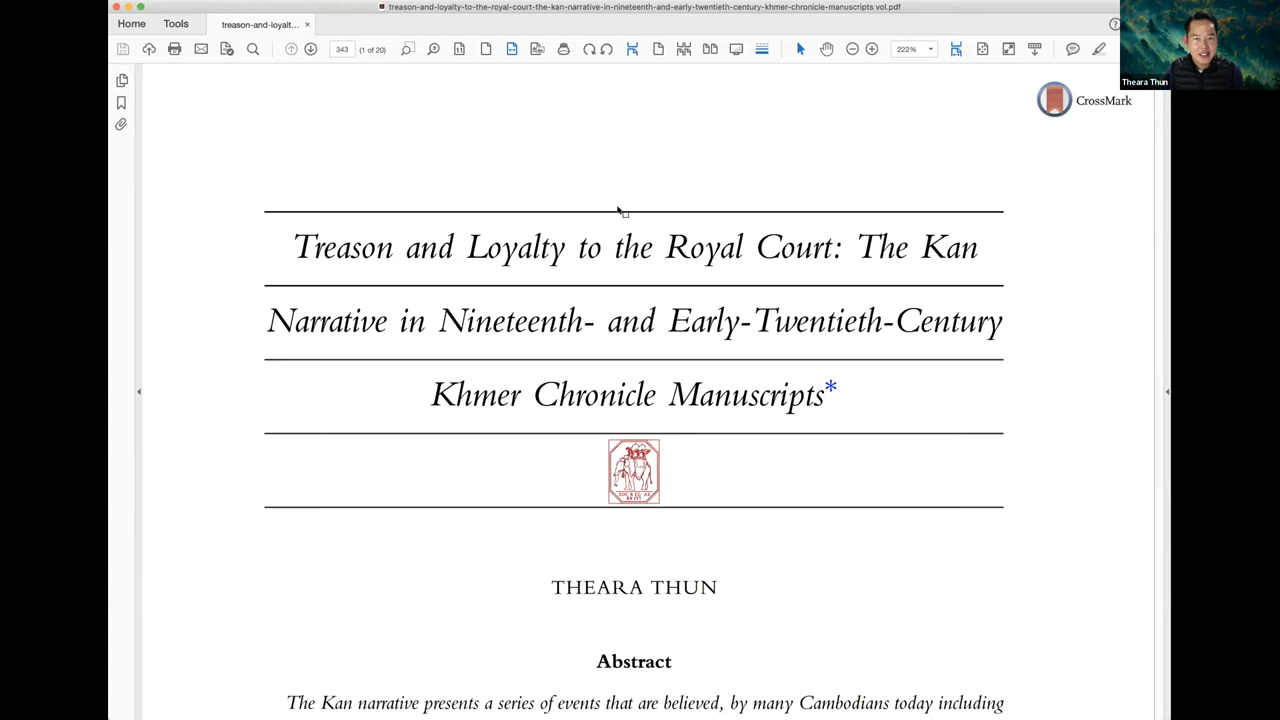 treason-and-loyalty-to-the-royal-court-the-kan-narrative-in-nineteenth-and-early-twentieth-century-khmer-chronicle-manuscripts vol.pdf
Home
Tools
treason-and-loyalt...
343
(1 of 20)
222%
Theara Thun
CrossMark
Treason and Loyalty to the Royal Court: The Kan
Narrative in Nineteenth- and Early-Twentieth-Century
Khmer Chronicle Manuscripts*
THEARA THUN
Abstract
The Kan narrative presents a series of events that are believed, by many Cambodians today including